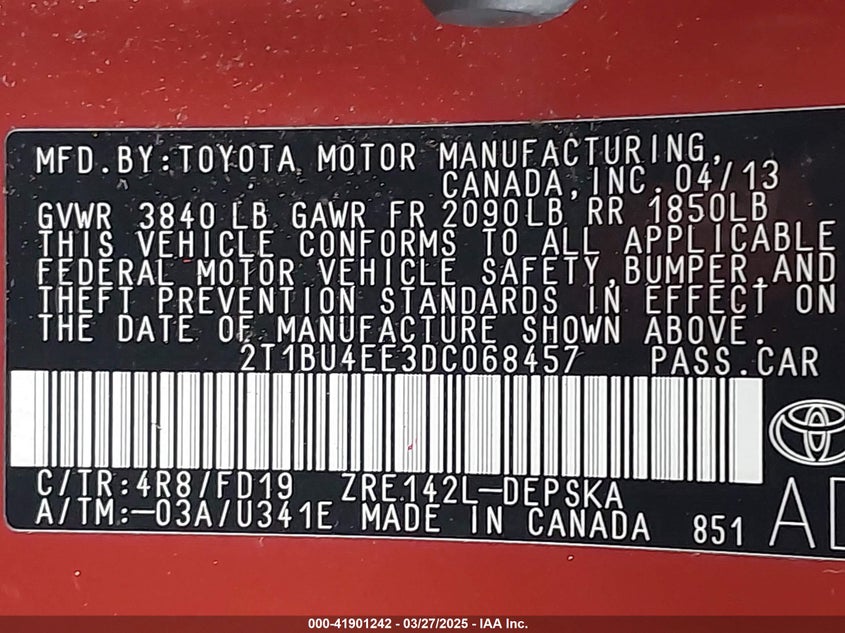 MFD.BY:TOYOTA MOTOR MANUFACTURING,
CANADA, INC. 04/13
GVWR 3840 LB GAWR FR 2090LB, RR 1850LB
THIS VEHICLE CONFORMS TO ALL APPLICABLE
FEDERAL MOTOR VEHICLE SAFETY, BUMPER, AND
THEFT PREVENTION STANDARDS IN EFFECT ON
THE DATE OF MANUFACTURE SHOWN ABOVE.
2T1BU4EE3DC068457 PASS.CAR
C/TR:4R8/FD19 ZRE142L-DEPSKA
A/TM:-03A/U341E MADE IN CANADA 851
000-41901242 - 03/27/2025 - IAA Inc.